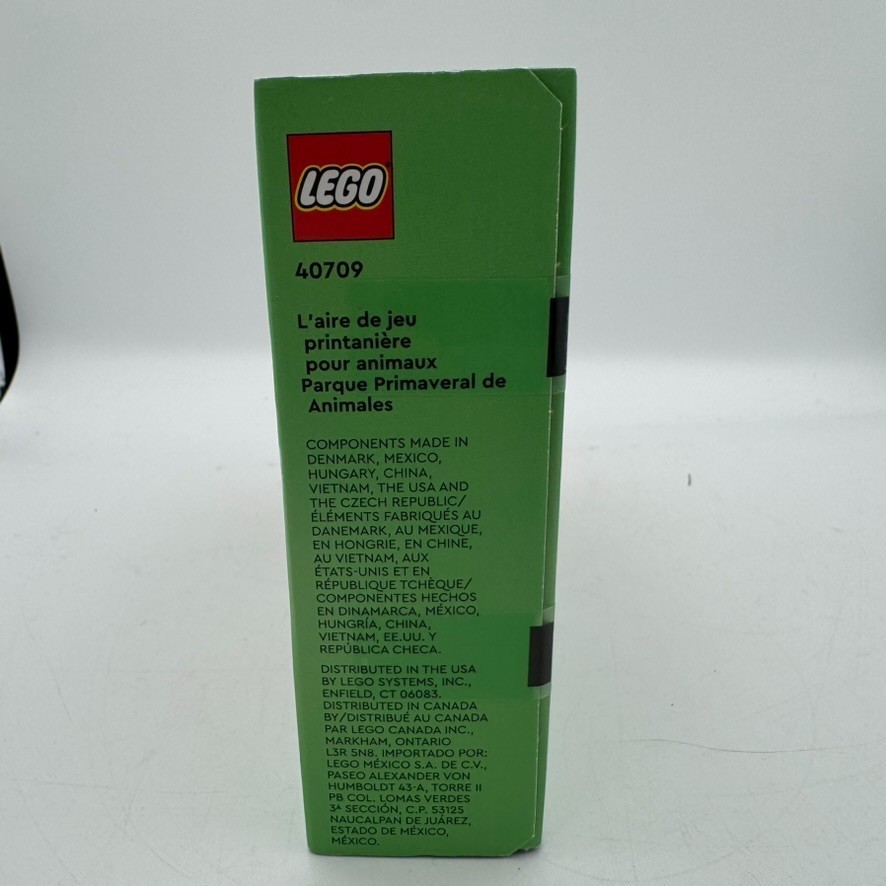 LEGO
40709
L'aire de jeu
printanière
pour animaux
Parque Primaveral de
Animales
COMPONENTS MADE IN
DENMARK, MEXICO,
HUNGARY, CHINA,
VIETNAM, THE USA AND
THE CZECH REPUBLIC/
ÉLÉMENTS FABRIQUÉS AU
DANEMARK, AU MEXIQUE,
EN HONGRIE, EN CHINE,
AU VIETNAM, AUX
ÉTATS-UNIS ET EN
RÉPUBLIQUE TCHÈQUE/
COMPONENTES HECHOS
EN DINAMARCA, MÉXICO,
HUNGRÍA, CHINA,
VIETNAM, EE.UU. Y
REPÚBLICA CHECA.
DISTRIBUTED IN THE USA
BY LEGO SYSTEMS, INC.,
ENFIELD, CT 06083.
DISTRIBUTED IN CANADA
BY/DISTRIBUÉ AU CANADA
PAR LEGO CANADA INC.,
MARKHAM, ONTARIO
L3R 5N8. IMPORTADO POR:
LEGO MÉXICO S.A. DE C.V.,
PASEO ALEXANDER VON
HUMBOLDT 43-A, TORRE II
PB COL. LOMAS VERDES
3ᴬ SECCIÓN, C.P. 53125
NAUCALPAN DE JUÁREZ,
ESTADO DE MÉXICO,
MÉXICO.